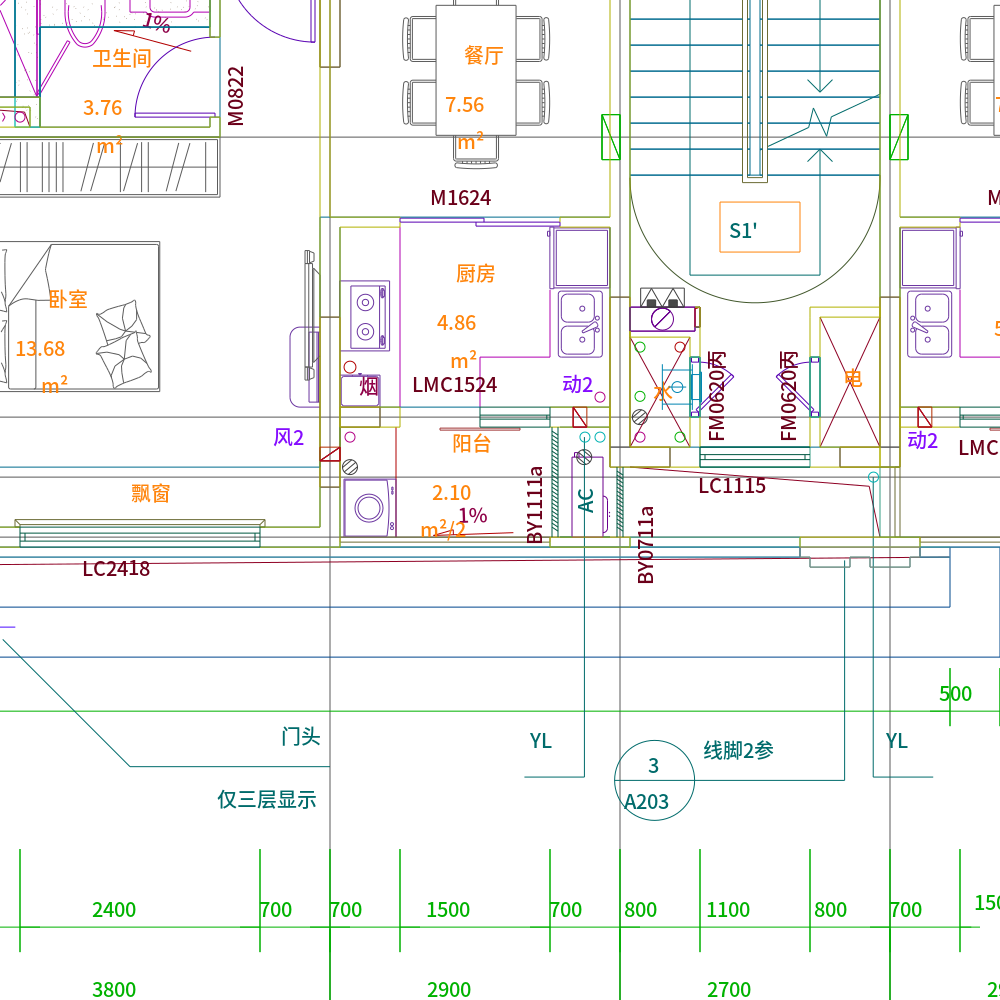 1%
卫生间
3.76
m²
M0822
餐厅
7.56
m²
M1624
S1'
厨房
4.86
m²
LMC1524
烟
动2
卧室
13.68
m²
风2
飘窗
LC2418
阳台
2.10
m²/2
1%
BY1111a
AC
BY0711a
水
FM0620丙
FM0620丙
电
LC1115
动2
LMC
500
门头
仅三层显示
YL
3
A203
线脚2参
YL
2400
700
700
1500
700
800
1100
800
700
3800
2900
2700